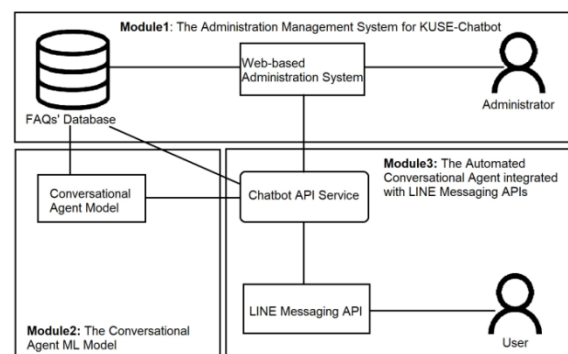 Module1: The Administration Management System for KUSE-Chatbot
Web-based
Administration System
FAQs' Database
Administrator
Module3: The Automated
Conversational Agent integrated
with LINE Messaging APIs
Conversational
Agent Model
Chatbot API Service
LINE Messaging API
Module2: The Conversational
Agent ML Model
User